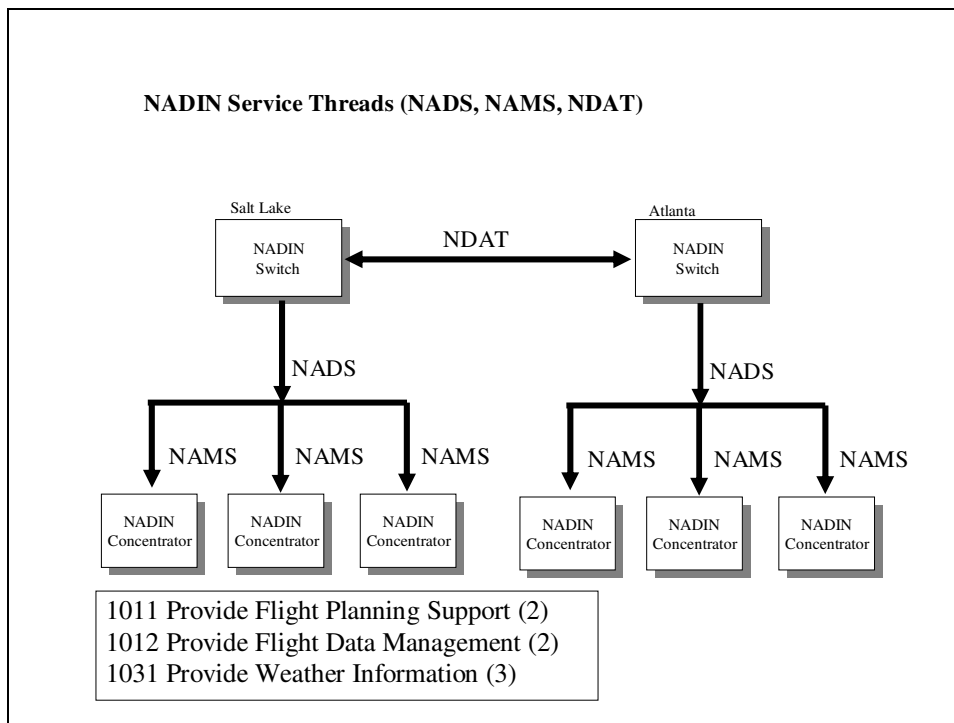 NADIN Service Threads (NADS, NAMS, NDAT)
Salt Lake
Atlanta
NADIN
Switch
NDAT
NADIN
Switch
NADS
NADS
NAMS
NAMS
NAMS
NAMS
NAMS
NAMS
NADIN
Concentrator
NADIN
Concentrator
NADIN
Concentrator
NADIN
Concentrator
NADIN
Concentrator
NADIN
Concentrator
1011 Provide Flight Planning Support (2)
1012 Provide Flight Data Management (2)
1031 Provide Weather Information (3)